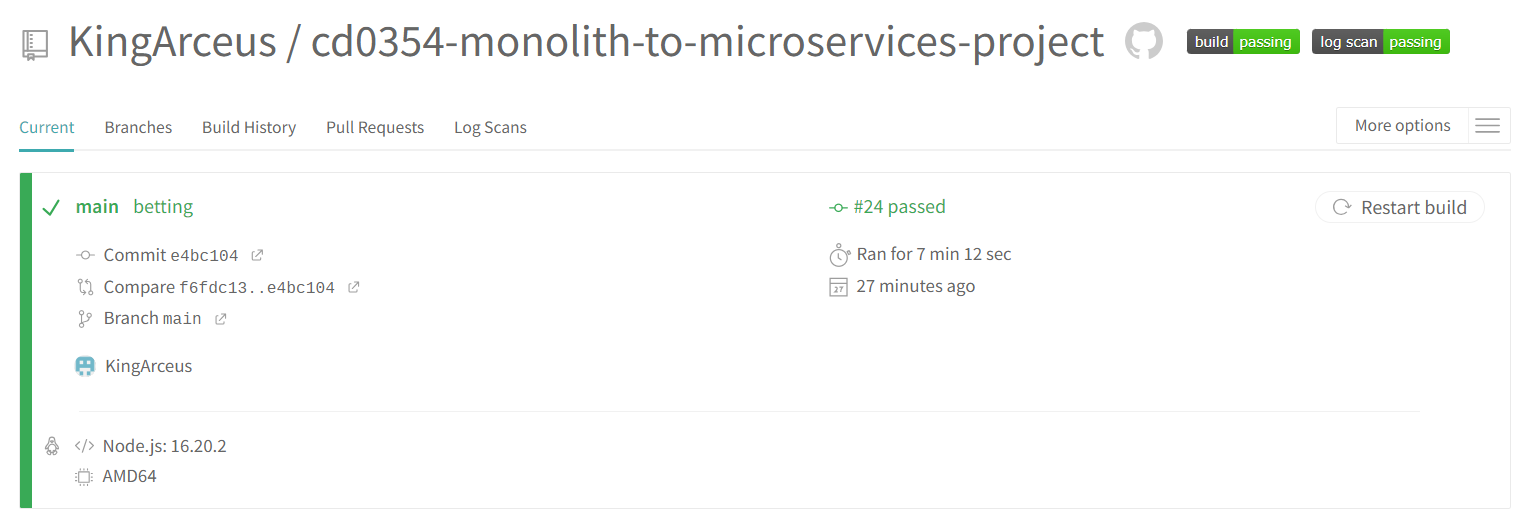 KingArceus / cd0354-monolith-to-microservices-project build passing log scan passing
Current Branches Build History Pull Requests Log Scans More options
main betting #24 passed Restart build
Commit e4bc104 Ran for 7 min 12 sec
Compare f6fdc13..e4bc104 27 minutes ago
Branch main
KingArceus
</> Node.js: 16.20.2
AMD64